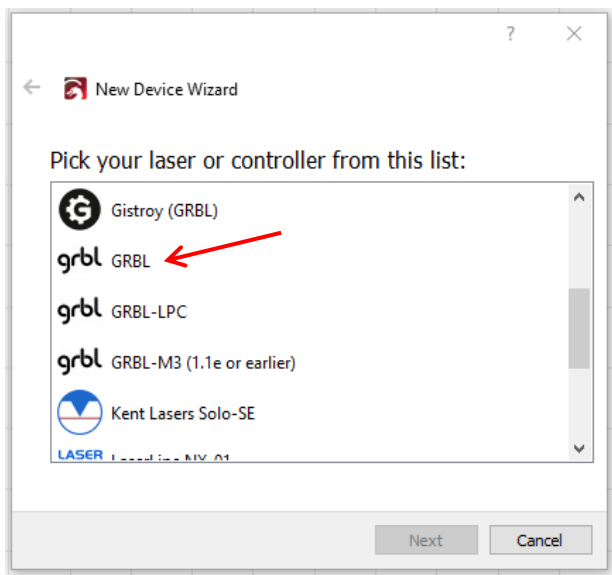 ?
New Device Wizard
Pick your laser or controller from this list:
G Gistroy (GRBL)
grbl GRBL
grbl GRBL-LPC
grbl GRBL-M3 (1.1e or earlier)
Kent Lasers Solo-SE
LASER
Next Cancel